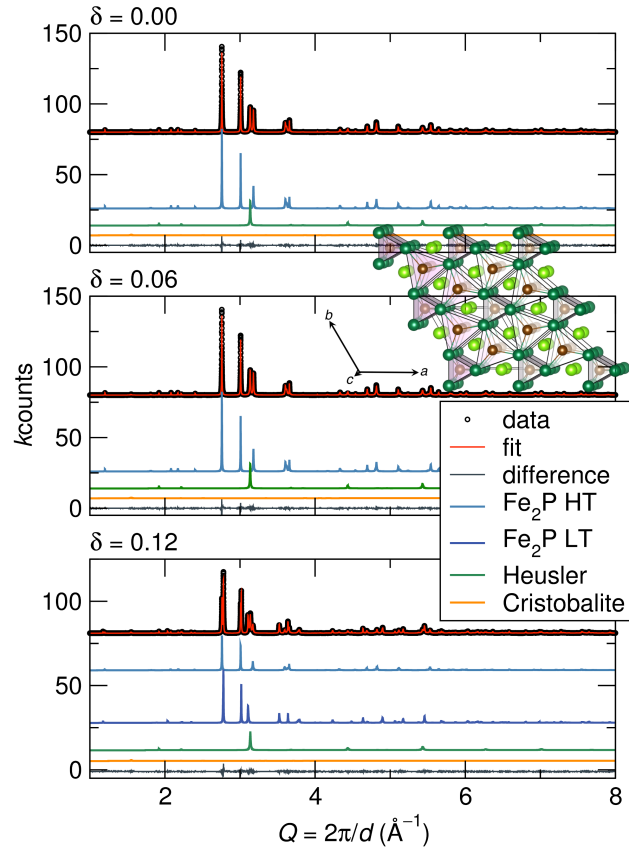 δ = 0.00
150
100
50
0
δ = 0.06
150
100
50
0
kcounts
b
c
a
data
fit
difference
Fe₂P HT
Fe₂P LT
Heusler
Cristobalite
δ = 0.12
100
50
0
2 4 6 8
Q = 2π/d (Å⁻¹)